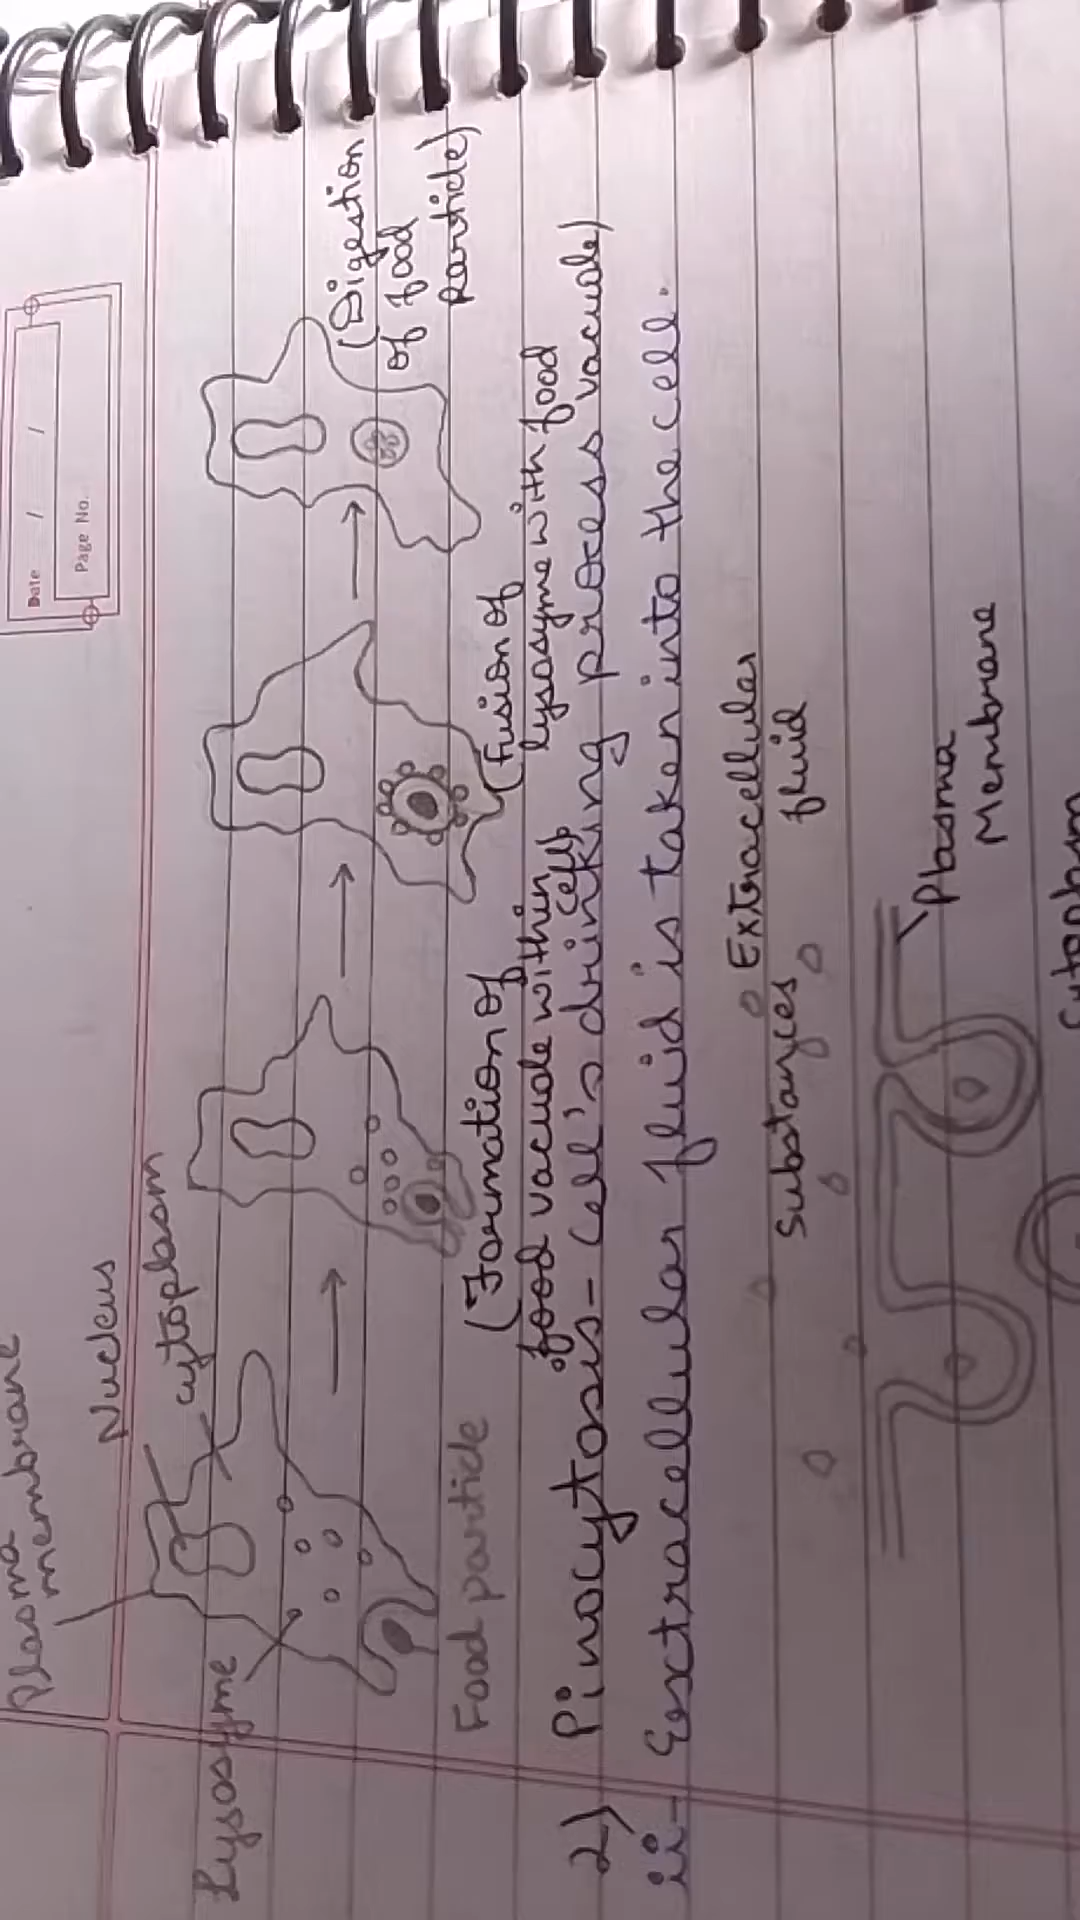 Date / /
Page No.
Plasma
membrane
Nucleus
cytoplasm
Lysosyme
Food particle
(Formation of
food vacuole within
cell)
(Fusion of
lysosyme with food
vacuole)
(Digestion
of food
particle)
2) Pinocytosis- Cell's drinking process
ii- Eextracellular fluid is taken into the cell.
Extracellular
fluid
Substances
Plasma
Membrane